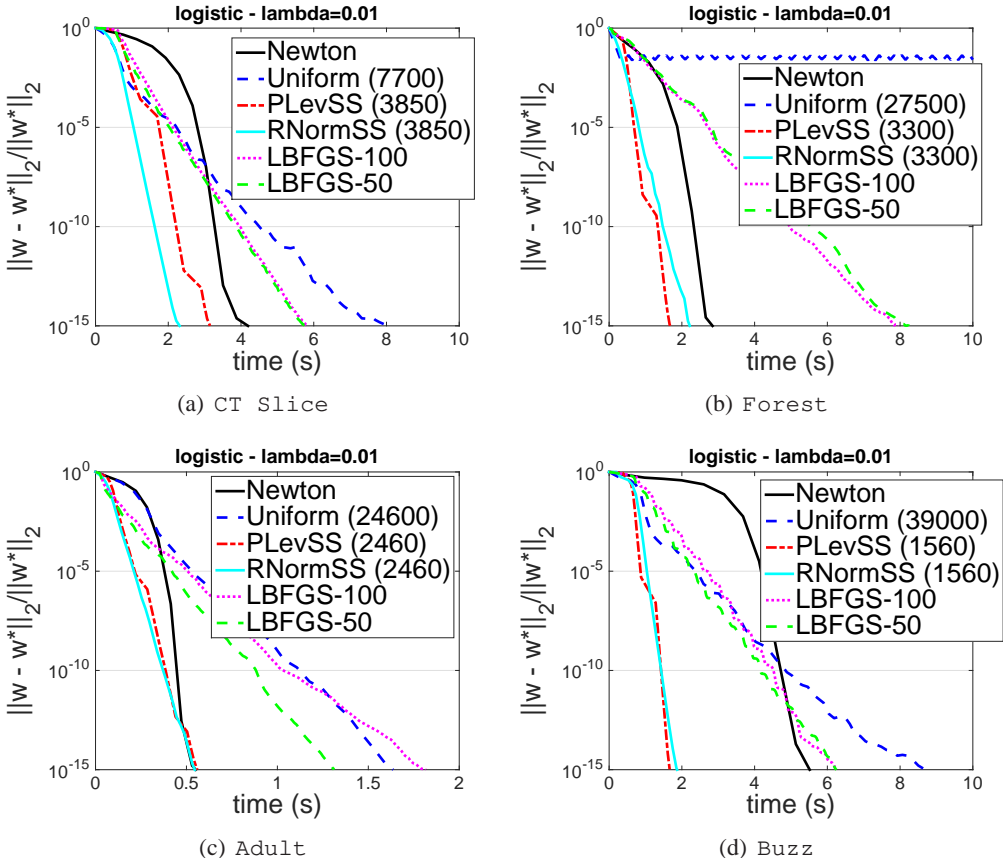 logistic - lambda=0.01
||w - w*||_2/||w*||_2
10^0
10^-5
10^-10
10^-15
Newton
Uniform (7700)
PLevSS (3850)
RNormSS (3850)
LBFGS-100
LBFGS-50
0 2 4 6 8 10
time (s)
(a) CT Slice
logistic - lambda=0.01
||w - w*||_2/||w*||_2
10^0
10^-5
10^-10
10^-15
Newton
Uniform (27500)
PLevSS (3300)
RNormSS (3300)
LBFGS-100
LBFGS-50
0 2 4 6 8 10
time (s)
(b) Forest
logistic - lambda=0.01
||w - w*||_2/||w*||_2
10^0
10^-5
10^-10
10^-15
Newton
Uniform (24600)
PLevSS (2460)
RNormSS (2460)
LBFGS-100
LBFGS-50
0 0.5 1 1.5 2
time (s)
(c) Adult
logistic - lambda=0.01
||w - w*||_2/||w*||_2
10^0
10^-5
10^-10
10^-15
Newton
Uniform (39000)
PLevSS (1560)
RNormSS (1560)
LBFGS-100
LBFGS-50
0 2 4 6 8 10
time (s)
(d) Buzz